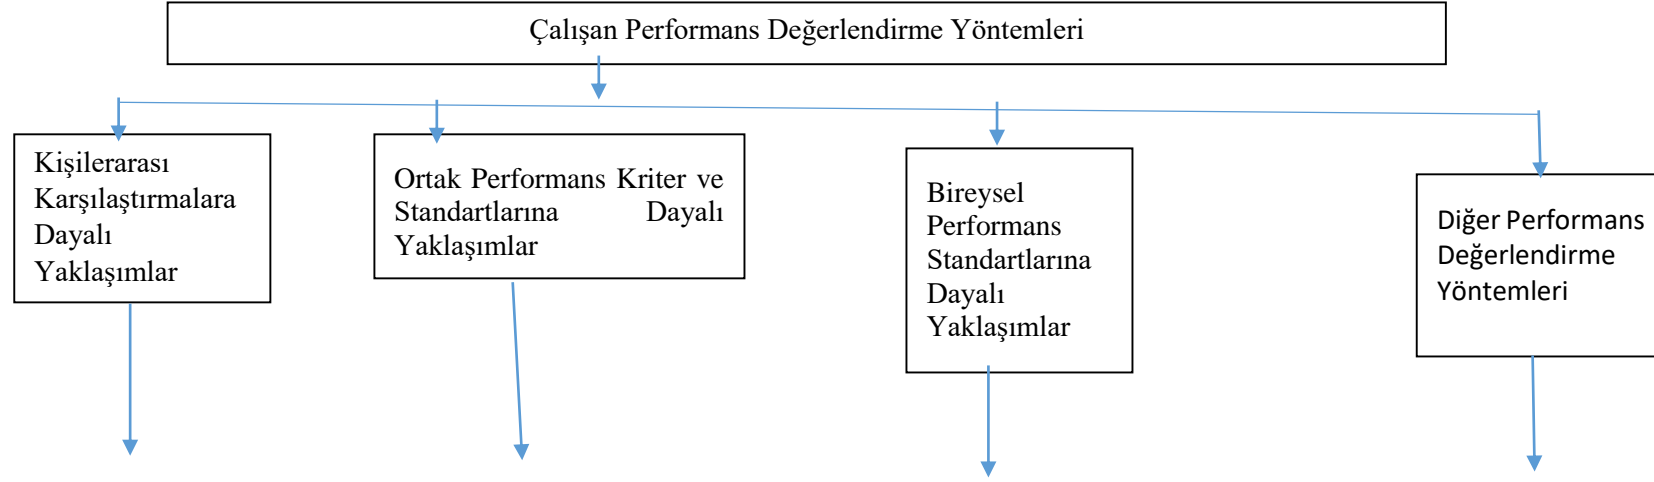 Çalışan Performans Değerlendirme Yöntemleri
Kişilerarası
Karşılaştırmalara
Dayalı
Yaklaşımlar
Ortak Performans Kriter ve
Standartlarına Dayalı
Yaklaşımlar
Bireysel
Performans
Standartlarına
Dayalı
Yaklaşımlar
Diğer Performans
Değerlendirme
Yöntemleri